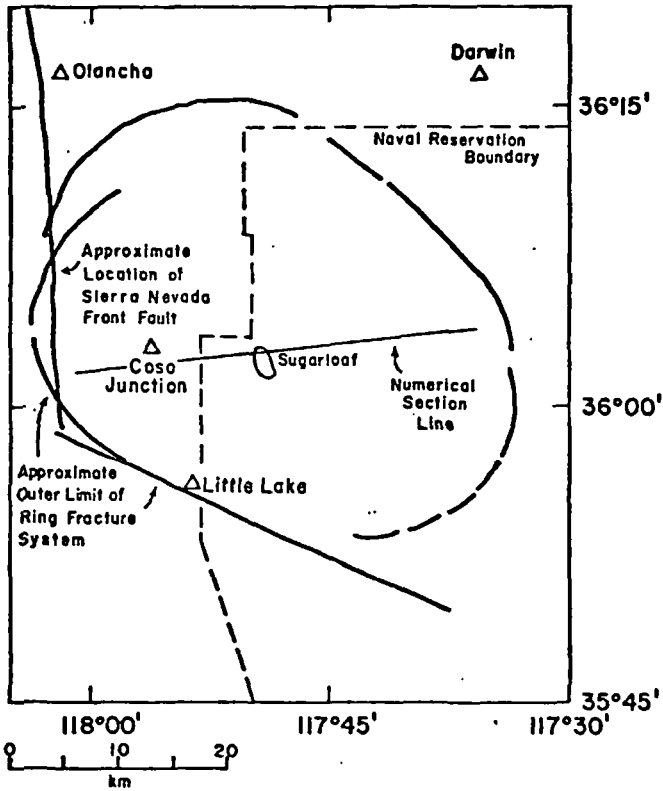 Olancha
Darwin
36°15'
Naval Reservation
Boundary
Approximate
Location of
Sierra Nevada
Front Fault
Coso
Junction
Sugarloaf
Numerical
Section
Line
36°00'
Approximate
Outer Limit of
Ring Fracture
System
Little Lake
35°45'
118°00'
117°45'
117°30'
0 10 20
km